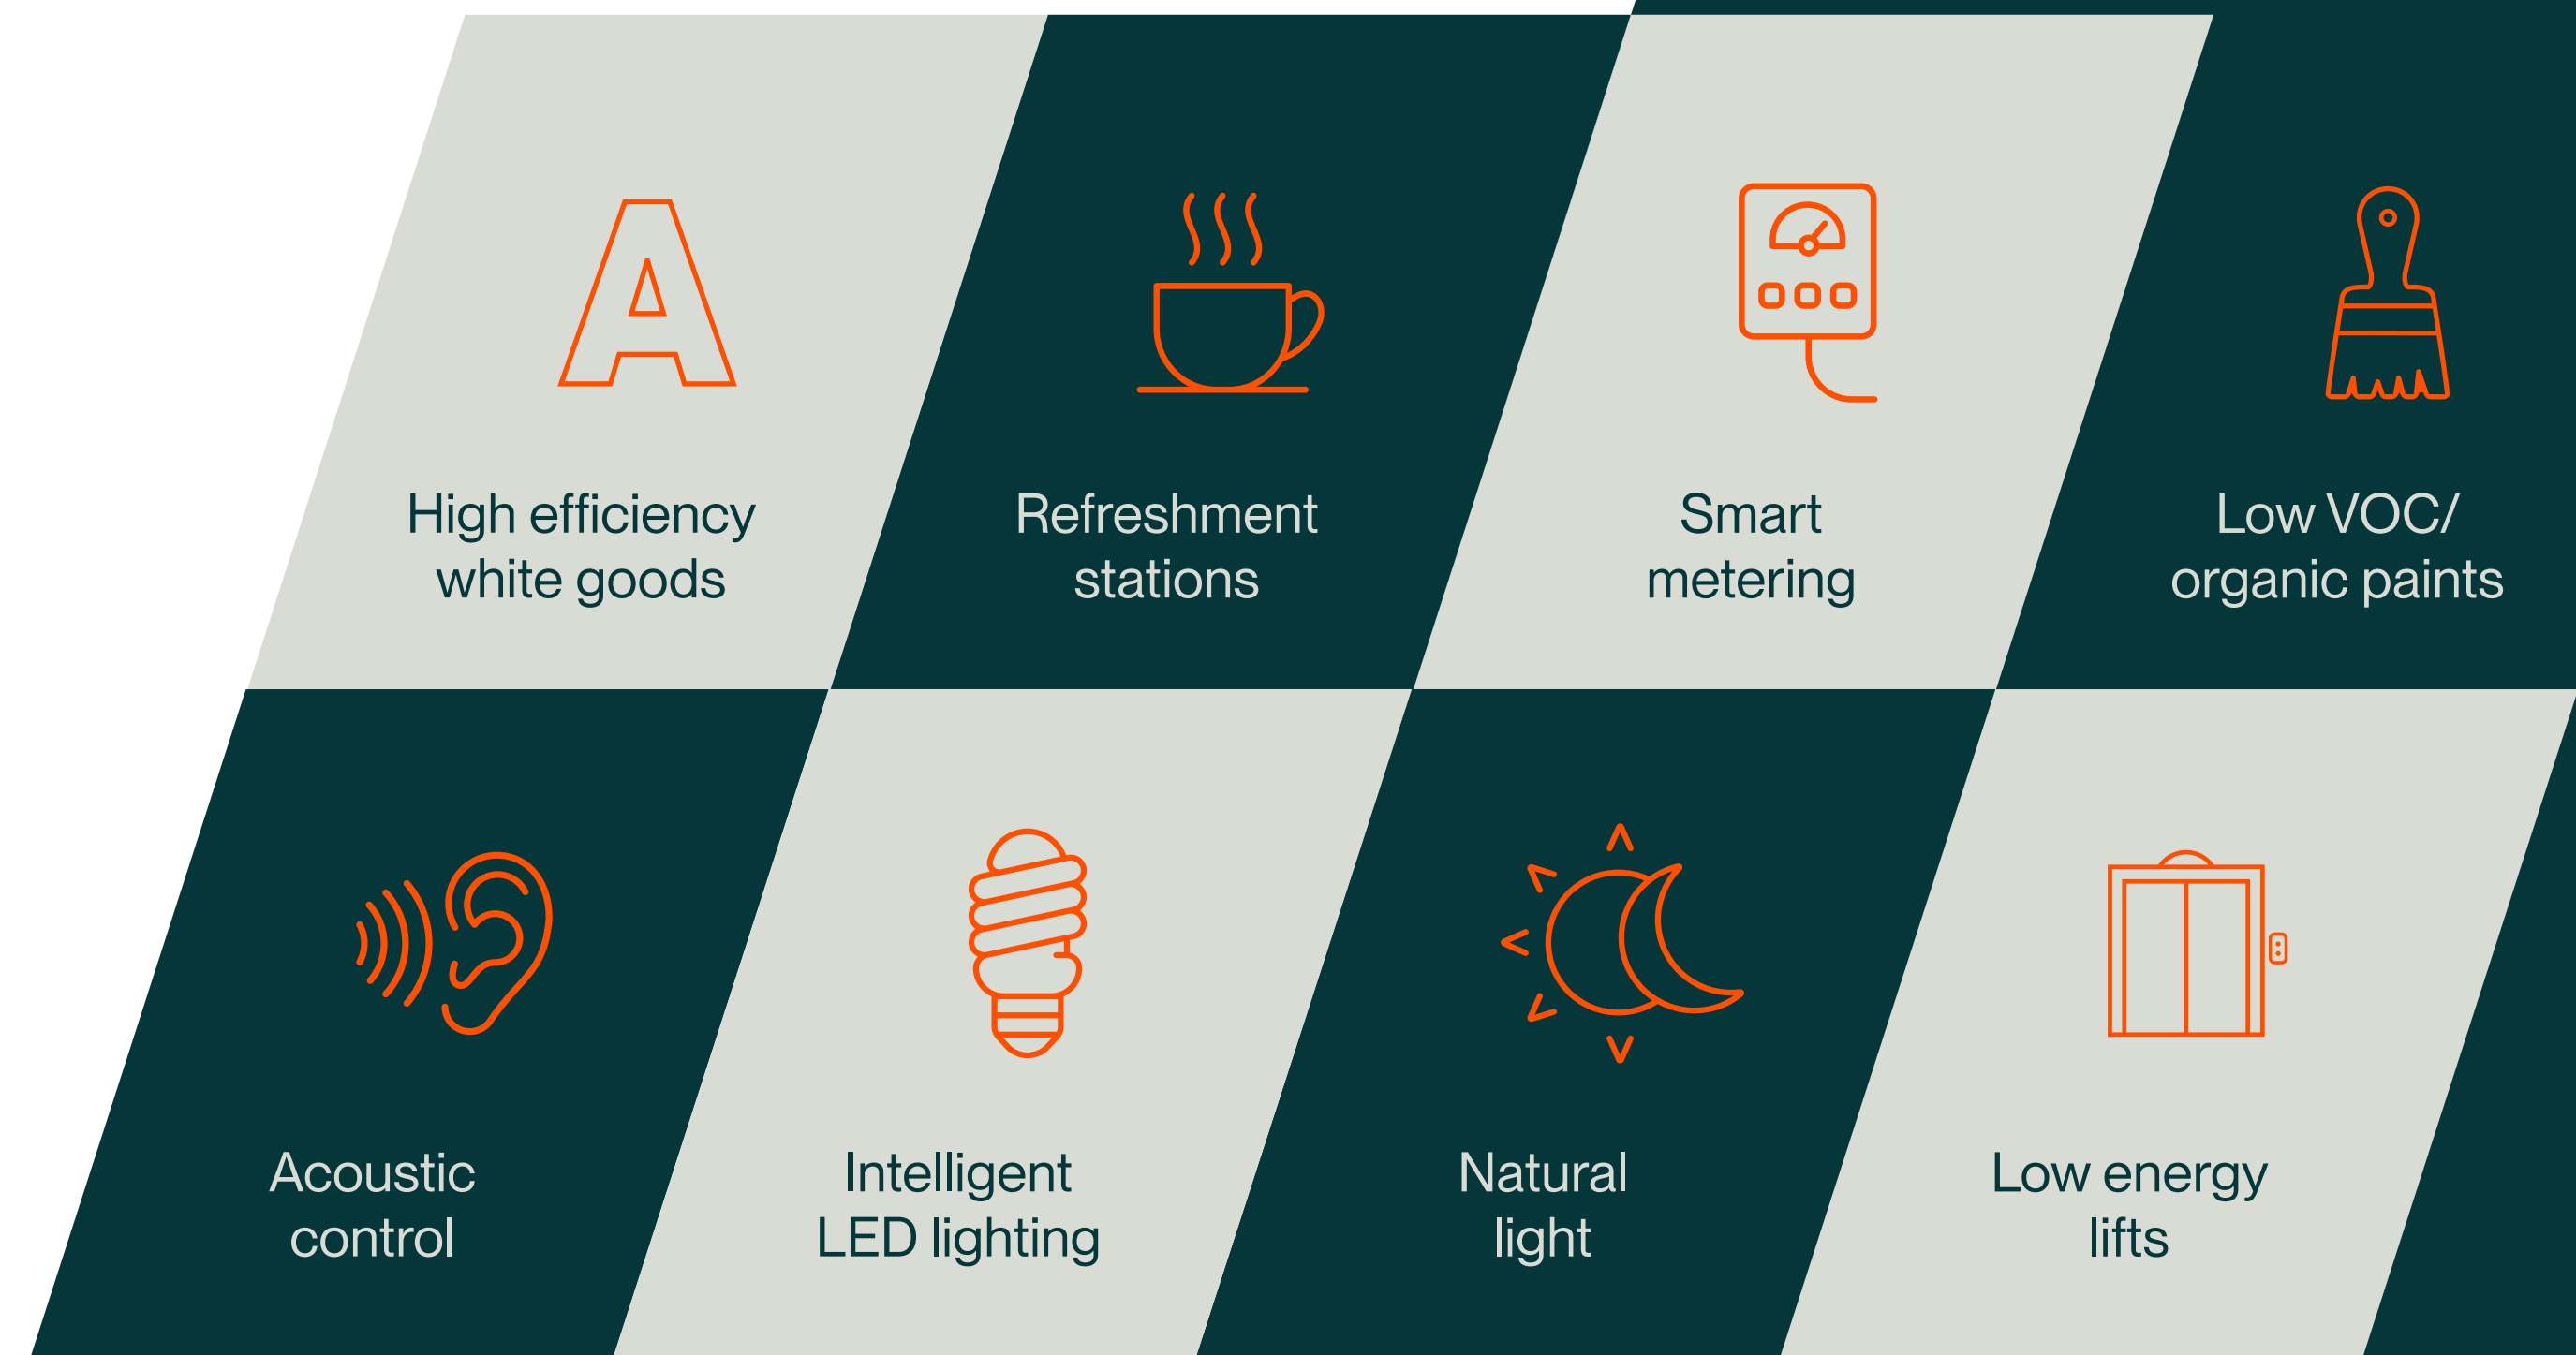 A
High efficiency
white goods
Refreshment
stations
Smart
metering
Low VOC/
organic paints
Acoustic
control
Intelligent
LED lighting
Natural
light
Low energy
lifts